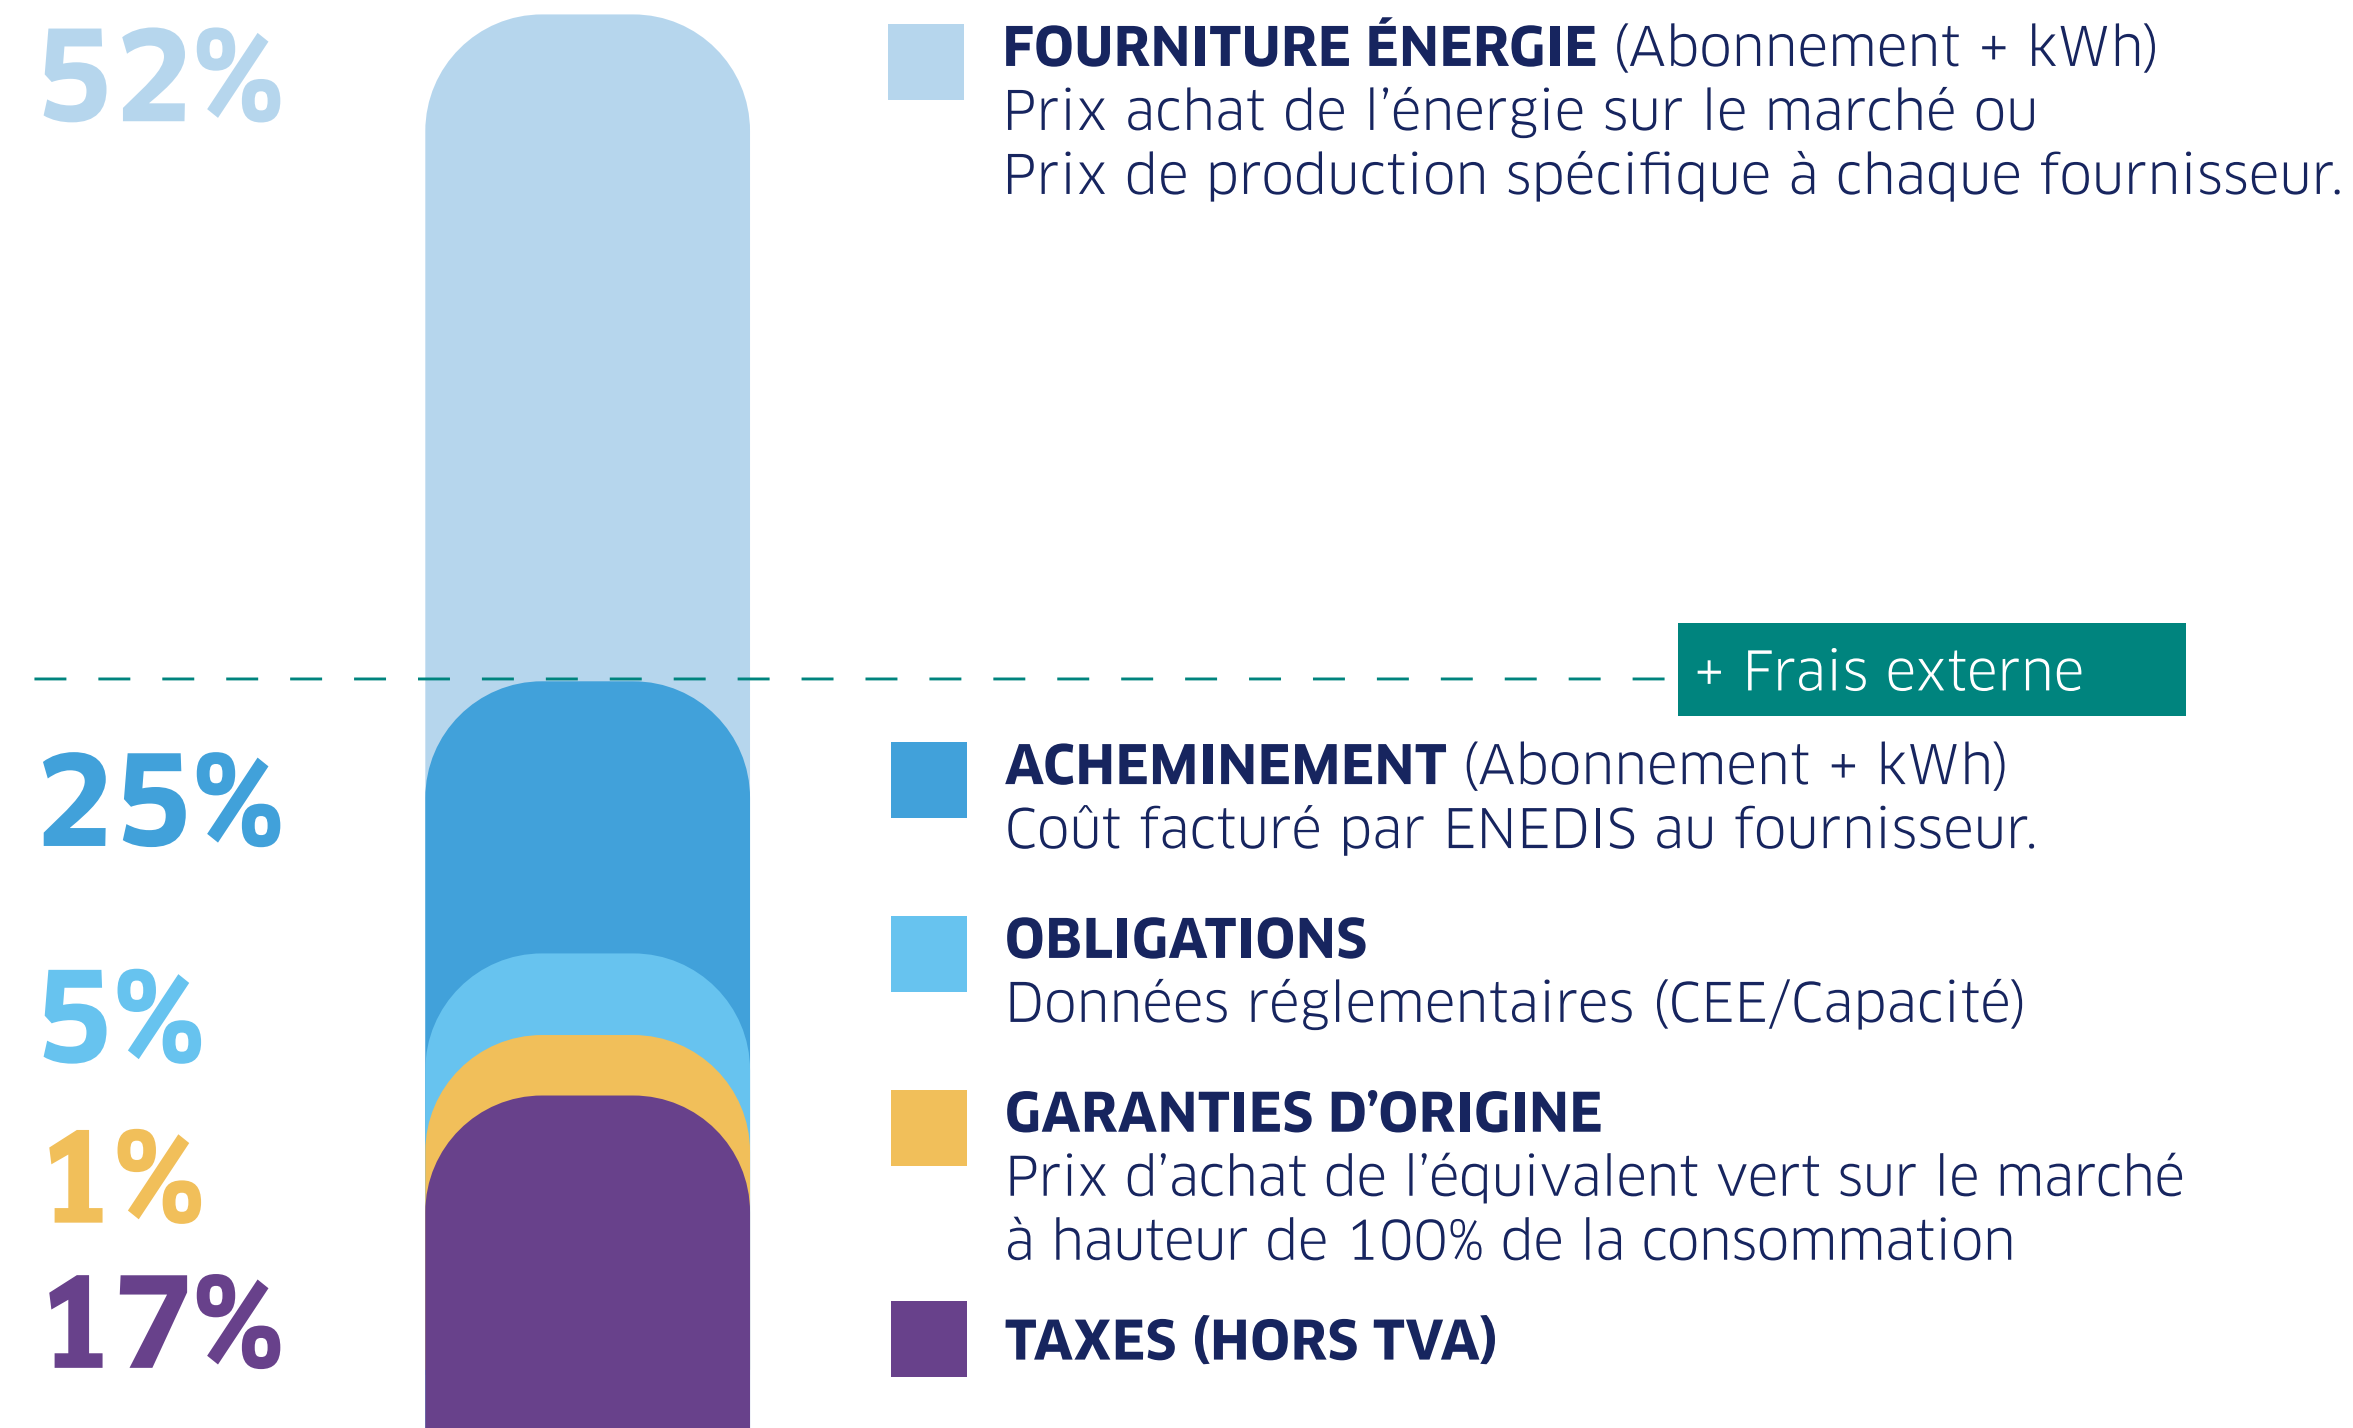 52%
FOURNITURE ÉNERGIE (Abonnement + kWh)
Prix achat de l’énergie sur le marché ou
Prix de production spécifique à chaque fournisseur.
+ Frais externe
25%
ACHEMINEMENT (Abonnement + kWh)
Coût facturé par ENEDIS au fournisseur.
5%
OBLIGATIONS
Données réglementaires (CEE/Capacité)
1%
GARANTIES D’ORIGINE
Prix d’achat de l’équivalent vert sur le marché
à hauteur de 100% de la consommation
17%
TAXES (HORS TVA)